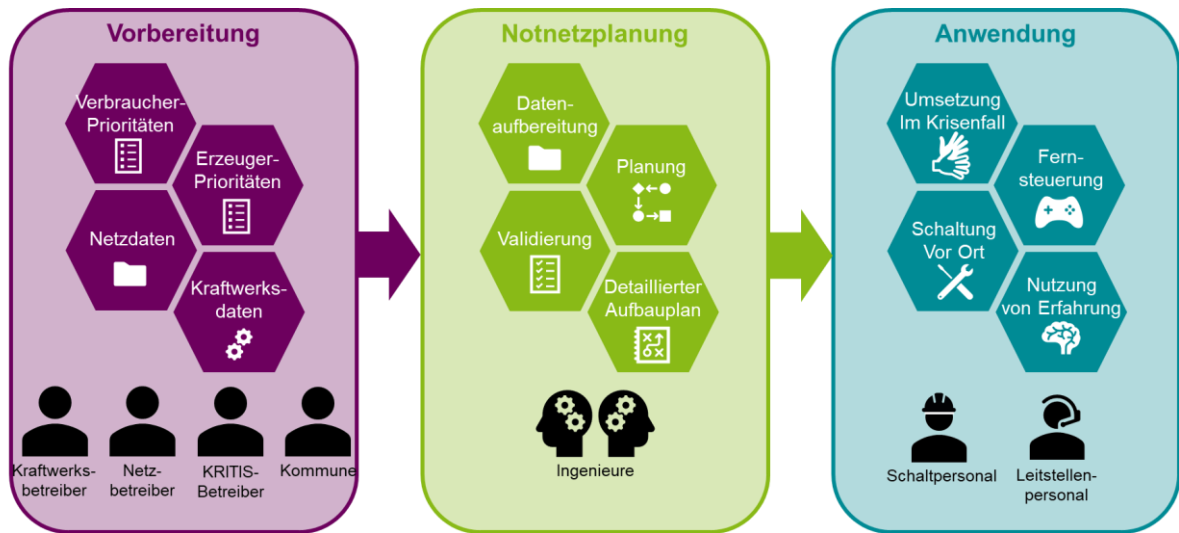 Vorbereitung
Verbraucher-
Prioritäten
Erzeuger-
Prioritäten
Netzdaten
Kraftwerks-
daten
Kraftwerks-
betreiber
Netz-
betreiber
KRITIS-
Betreiber
Kommune
Notnetzplanung
Daten-
aufbereitung
Planung
Validierung
Detaillierter
Aufbauplan
Ingenieure
Anwendung
Umsetzung
Im Krisenfall
Fern-
steuerung
Schaltung
Vor Ort
Nutzung
von Erfahrung
Schaltpersonal
Leitstellen-
personal